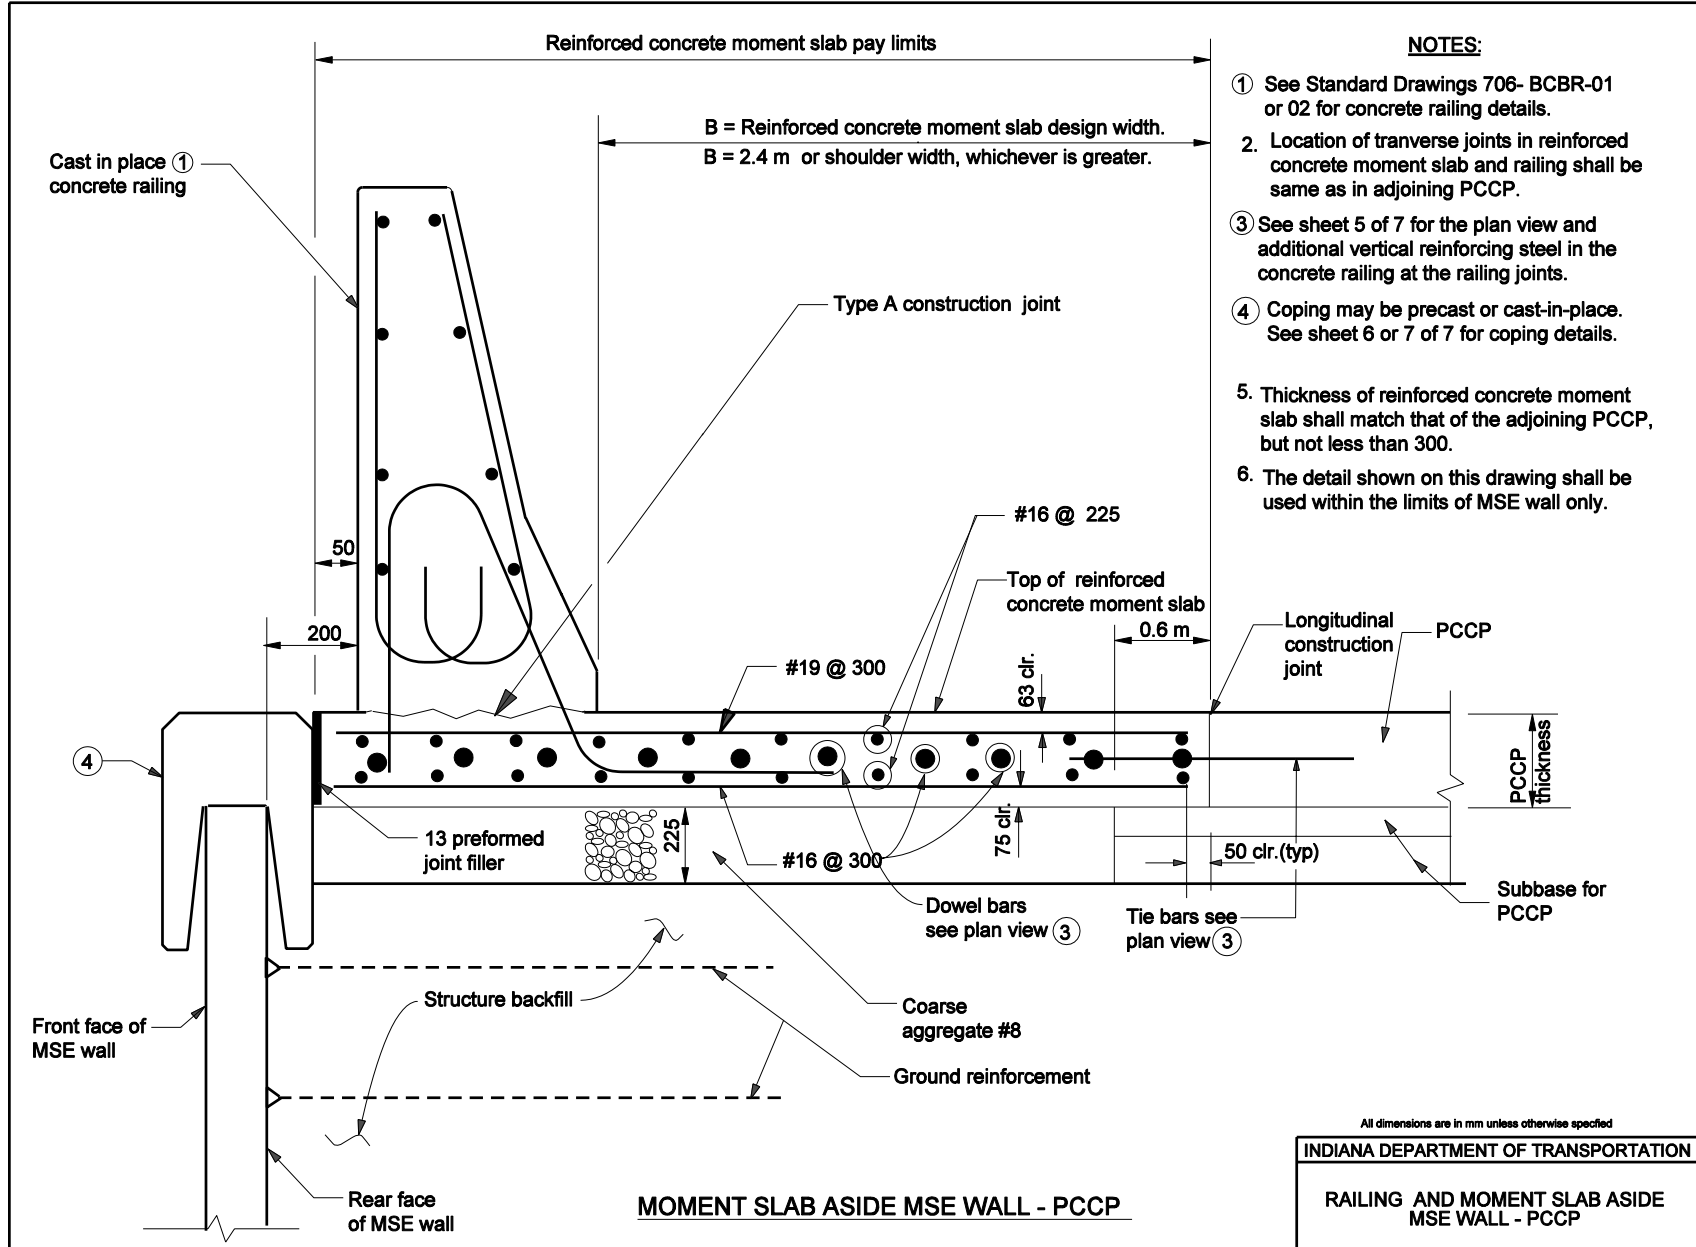 Reinforced concrete moment slab pay limits
B = Reinforced concrete moment slab design width.
B = 2.4 m or shoulder width, whichever is greater.
Cast in place 1
concrete railing
Type A construction joint
50
200
#16 @ 225
Top of reinforced
concrete moment slab
0.6 m
Longitudinal
construction
joint
PCCP
#19 @ 300
63 clr.
PCCP
thickness
4
13 preformed
joint filler
225
#16 @ 300
75 clr.
50 clr.(typ)
Subbase for
PCCP
Dowel bars
see plan view 3
Tie bars see
plan view 3
Structure backfill
Coarse
aggregate #8
Front face of
MSE wall
Ground reinforcement
Rear face
of MSE wall
MOMENT SLAB ASIDE MSE WALL - PCCP
NOTES:
1 See Standard Drawings 706- BCBR-01
or 02 for concrete railing details.
2. Location of tranverse joints in reinforced
concrete moment slab and railing shall be
same as in adjoining PCCP.
3 See sheet 5 of 7 for the plan view and
additional vertical reinforcing steel in the
concrete railing at the railing joints.
4 Coping may be precast or cast-in-place.
See sheet 6 or 7 of 7 for coping details.
5. Thickness of reinforced concrete moment
slab shall match that of the adjoining PCCP,
but not less than 300.
6. The detail shown on this drawing shall be
used within the limits of MSE wall only.
All dimensions are in mm unless otherwise specfied
INDIANA DEPARTMENT OF TRANSPORTATION
RAILING AND MOMENT SLAB ASIDE
MSE WALL - PCCP